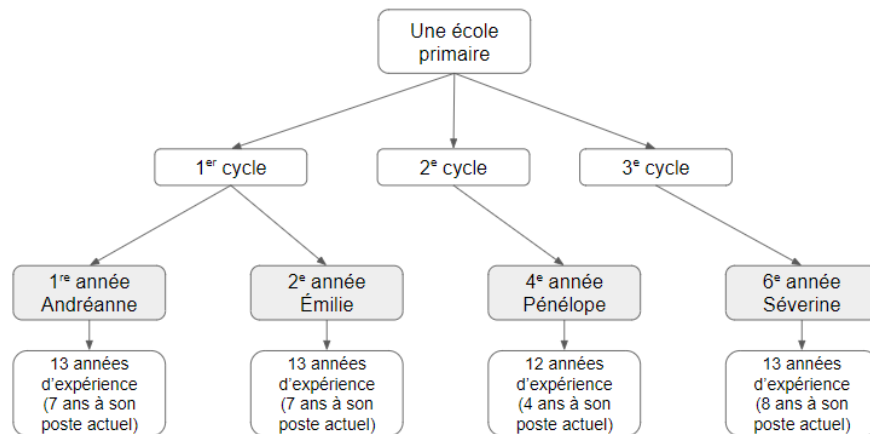 Une école
primaire
1er cycle
2e cycle
3e cycle
1re année
Andréanne
2e année
Émilie
4e année
Pénélope
6e année
Séverine
13 années
d'expérience
(7 ans à son
poste actuel)
13 années
d'expérience
(7 ans à son
poste actuel)
12 années
d'expérience
(4 ans à son
poste actuel)
13 années
d'expérience
(8 ans à son
poste actuel)